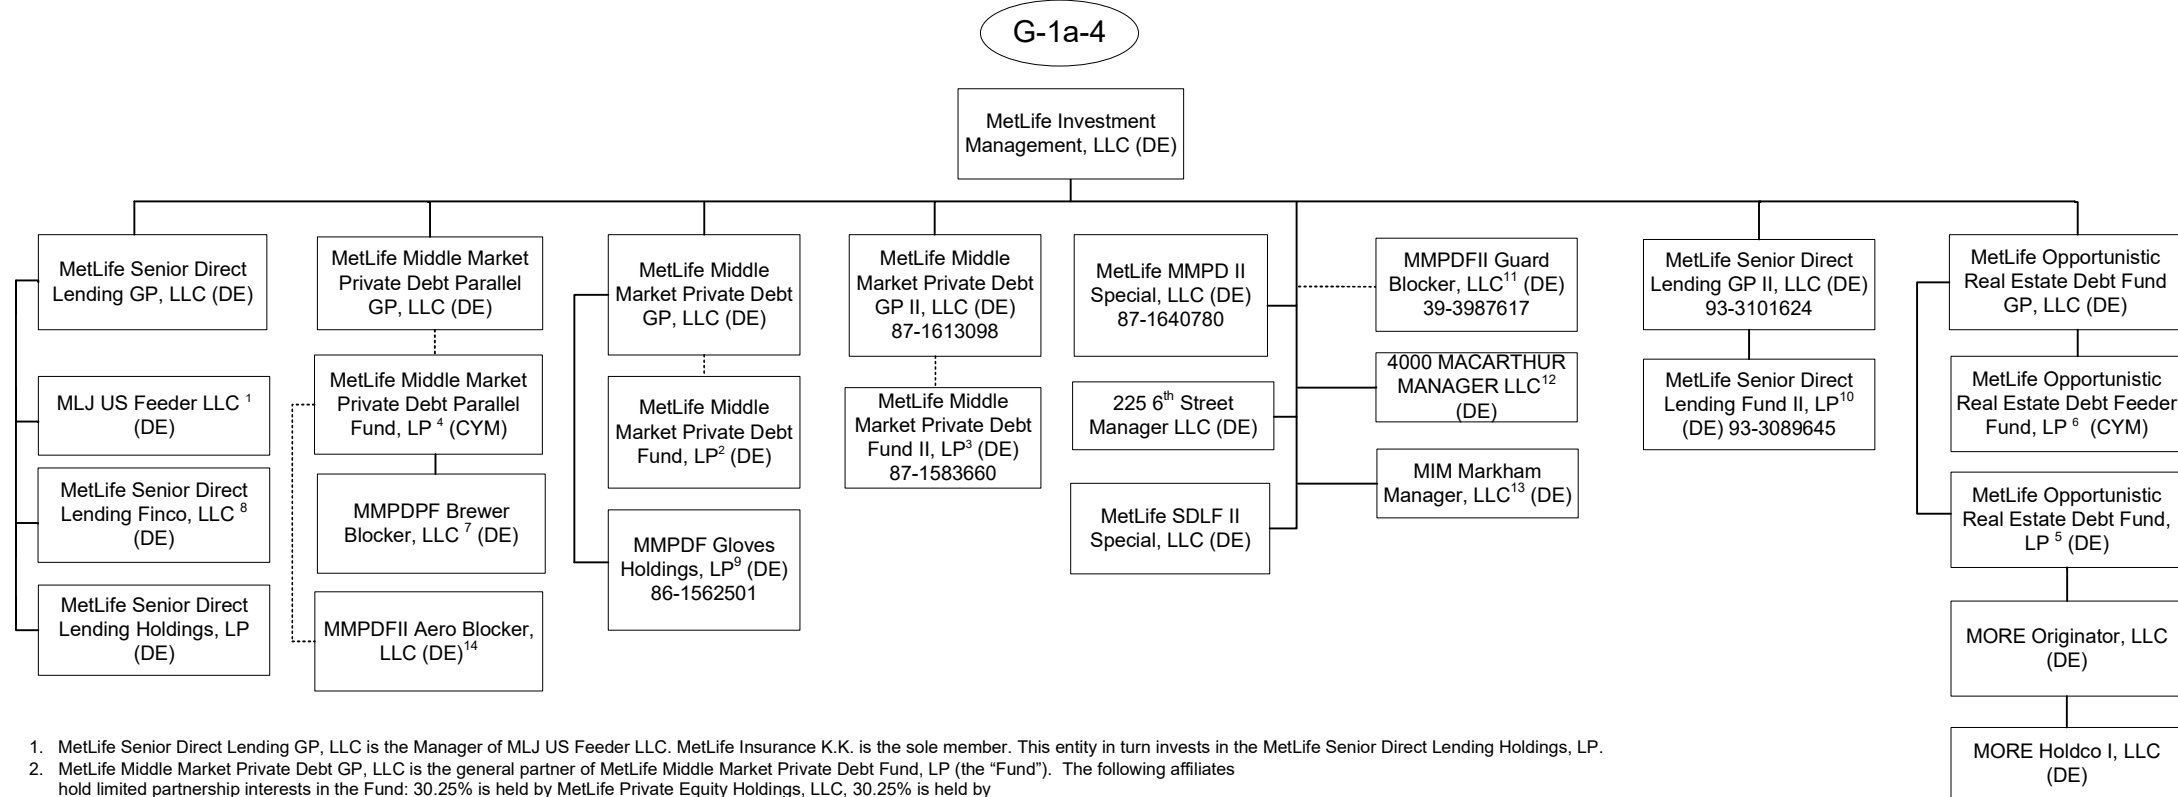 G-1a-4
MetLife Investment
Management, LLC (DE)
MetLife Senior Direct
Lending GP, LLC (DE)
MLJ US Feeder LLC 1
(DE)
MetLife Senior Direct
Lending Finco, LLC 8
(DE)
MetLife Senior Direct
Lending Holdings, LP
(DE)
MetLife Middle Market
Private Debt Parallel
GP, LLC (DE)
MetLife Middle Market
Private Debt Parallel
Fund, LP 4 (CYM)
MMPDPF Brewer
Blocker, LLC 7 (DE)
MMPDFII Aero Blocker,
LLC (DE)14
MetLife Middle
Market Private Debt
GP, LLC (DE)
MetLife Middle
Market Private Debt
Fund, LP2 (DE)
MMPDF Gloves
Holdings, LP9 (DE)
86-1562501
MetLife Middle
Market Private Debt
GP II, LLC (DE)
87-1613098
MetLife Middle
Market Private Debt
Fund II, LP3 (DE)
87-1583660
MetLife MMPD II
Special, LLC (DE)
87-1640780
225 6th Street
Manager LLC (DE)
MetLife SDLF II
Special, LLC (DE)
MMPDFII Guard
Blocker, LLC11 (DE)
39-3987617
4000 MACARTHUR
MANAGER LLC12
(DE)
MIM Markham
Manager, LLC13 (DE)
MetLife Senior Direct
Lending GP II, LLC (DE)
93-3101624
MetLife Senior Direct
Lending Fund II, LP10
(DE) 93-3089645
MetLife Opportunistic
Real Estate Debt Fund
GP, LLC (DE)
MetLife Opportunistic
Real Estate Debt Feeder
Fund, LP 6 (CYM)
MetLife Opportunistic
Real Estate Debt Fund,
LP 5 (DE)
MORE Originator, LLC
(DE)
MORE Holdco I, LLC
(DE)
1. MetLife Senior Direct Lending GP, LLC is the Manager of MLJ US Feeder LLC. MetLife Insurance K.K. is the sole member. This entity in turn invests in the MetLife Senior Direct Lending Holdings, LP.
2. MetLife Middle Market Private Debt GP, LLC is the general partner of MetLife Middle Market Private Debt Fund, LP (the “Fund”). The following affiliates
hold limited partnership interests in the Fund: 30.25% is held by MetLife Private Equity Holdings, LLC, 30.25% is held by